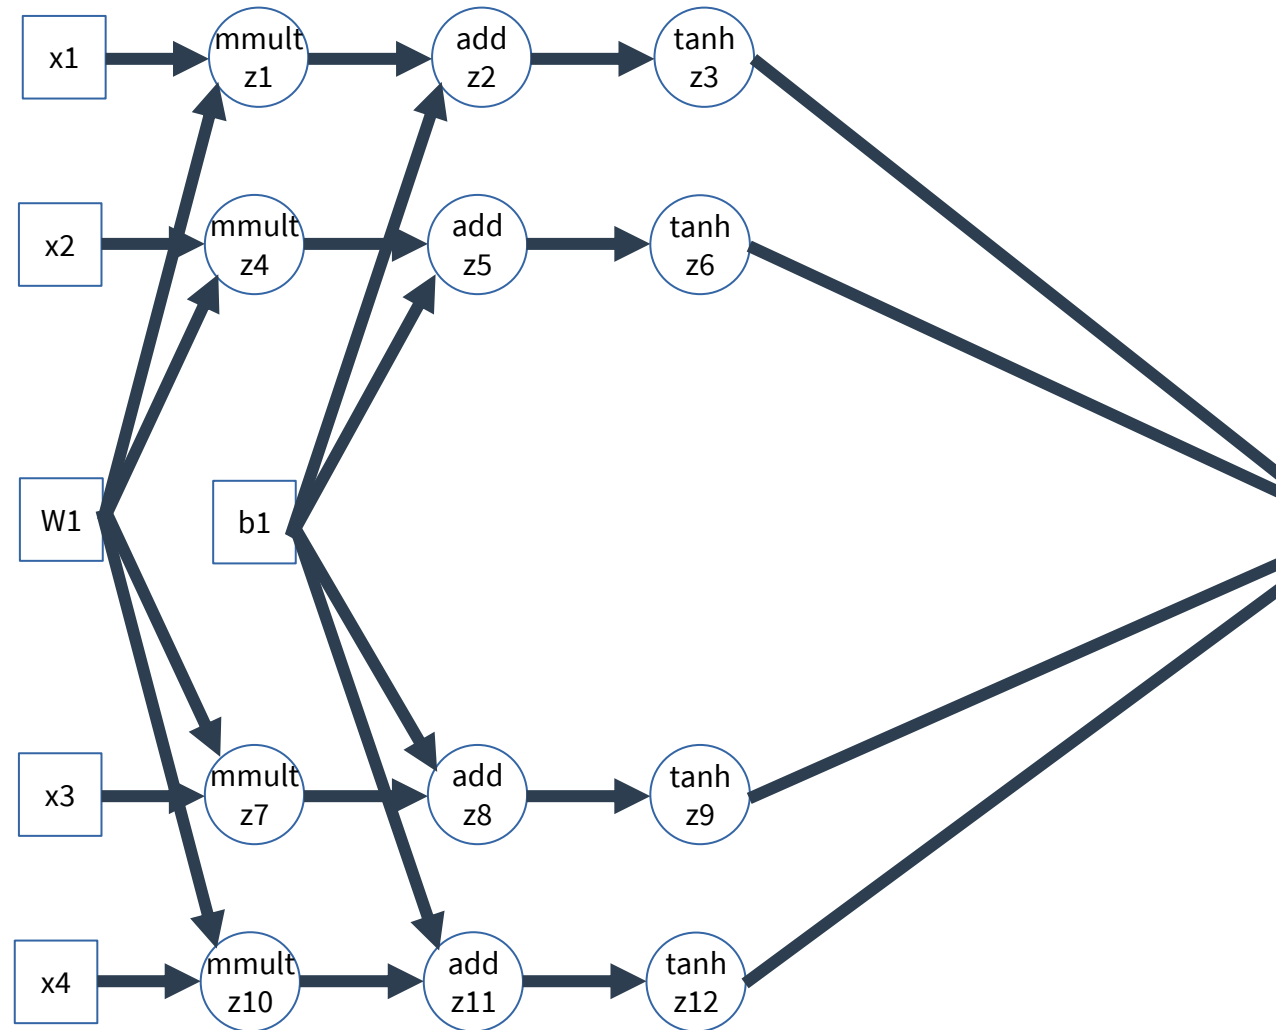 x1
mmult
z1
add
z2
tanh
z3
x2
mmult
z4
add
z5
tanh
z6
W1
b1
x3
mmult
z7
add
z8
tanh
z9
x4
mmult
z10
add
z11
tanh
z12